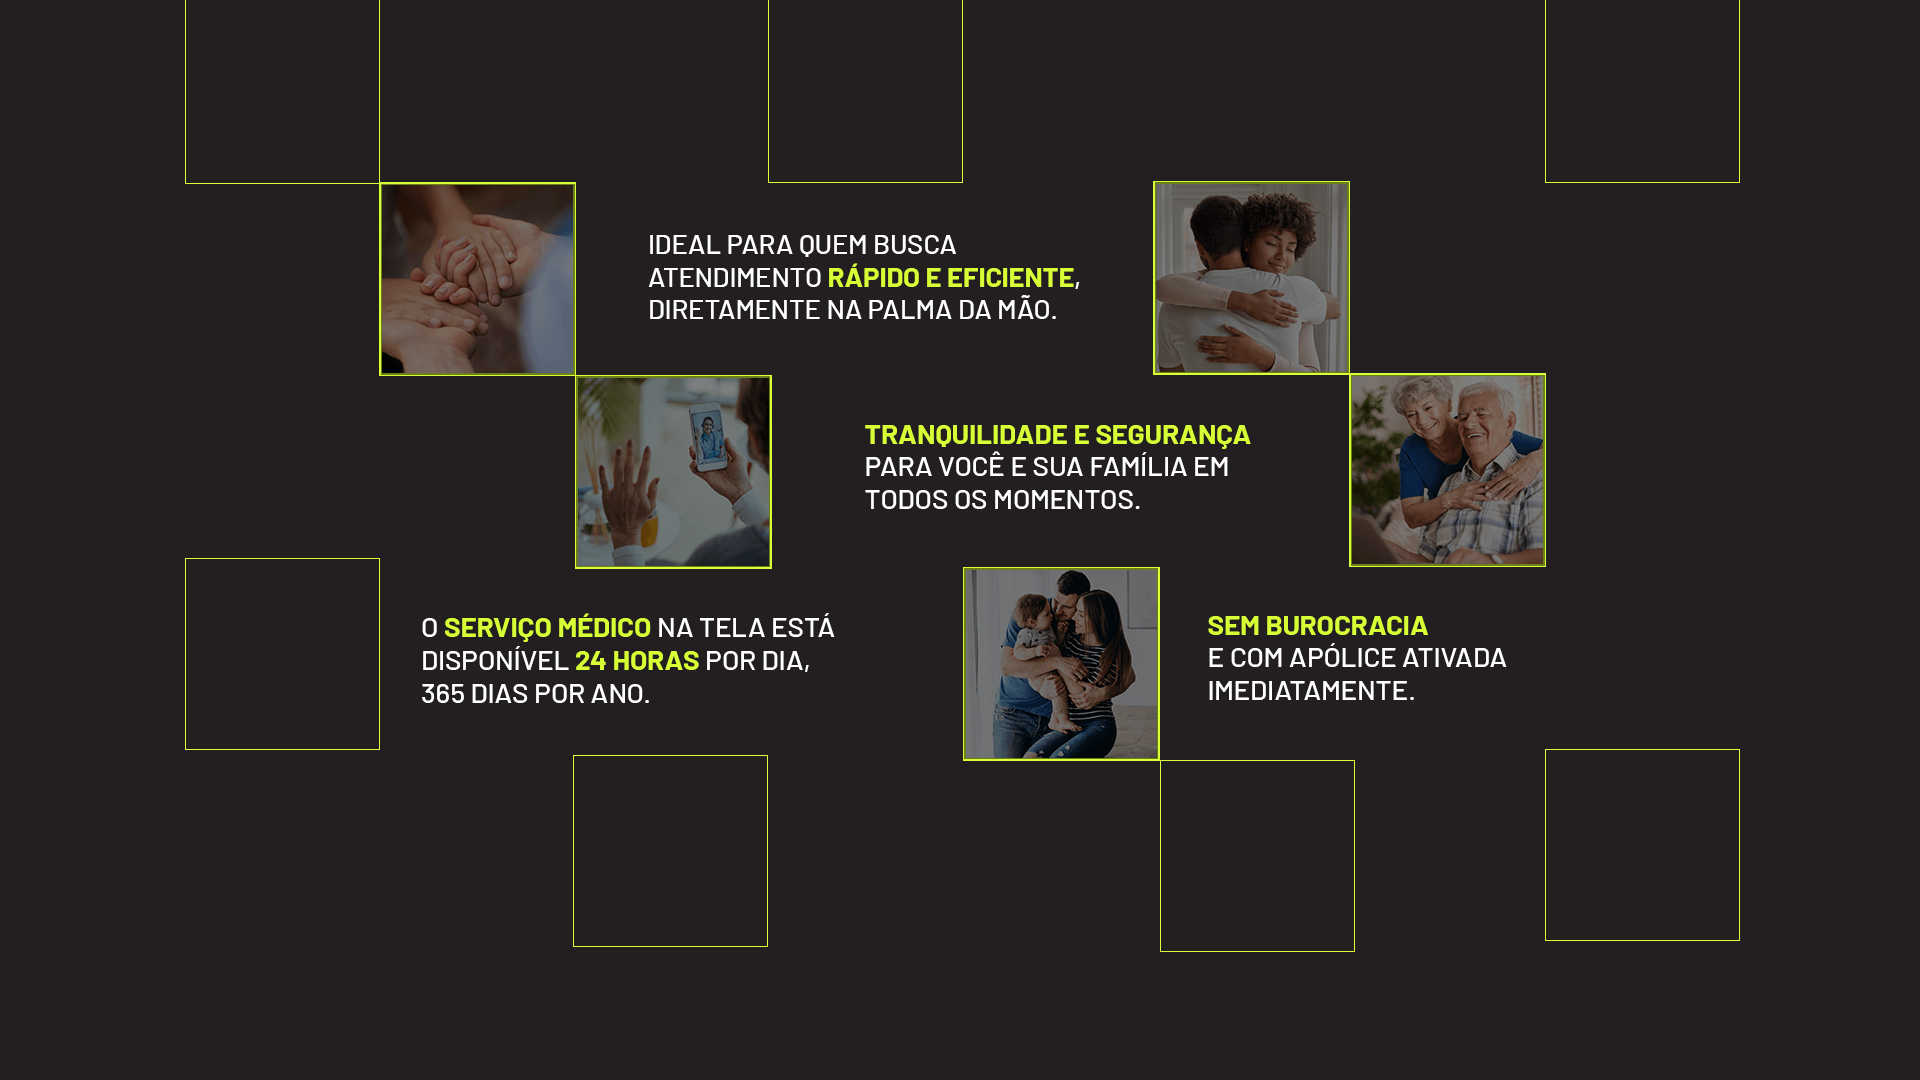 IDEAL PARA QUEM BUSCA
ATENDIMENTO RÁPIDO E EFICIENTE,
DIRETAMENTE NA PALMA DA MÃO.
TRANQUILIDADE E SEGURANÇA
PARA VOCÊ E SUA FAMÍLIA EM
TODOS OS MOMENTOS.
O SERVIÇO MÉDICO NA TELA ESTÁ
DISPONÍVEL 24 HORAS POR DIA,
365 DIAS POR ANO.
SEM BUROCRACIA
E COM APÓLICE ATIVADA
IMEDIATAMENTE.